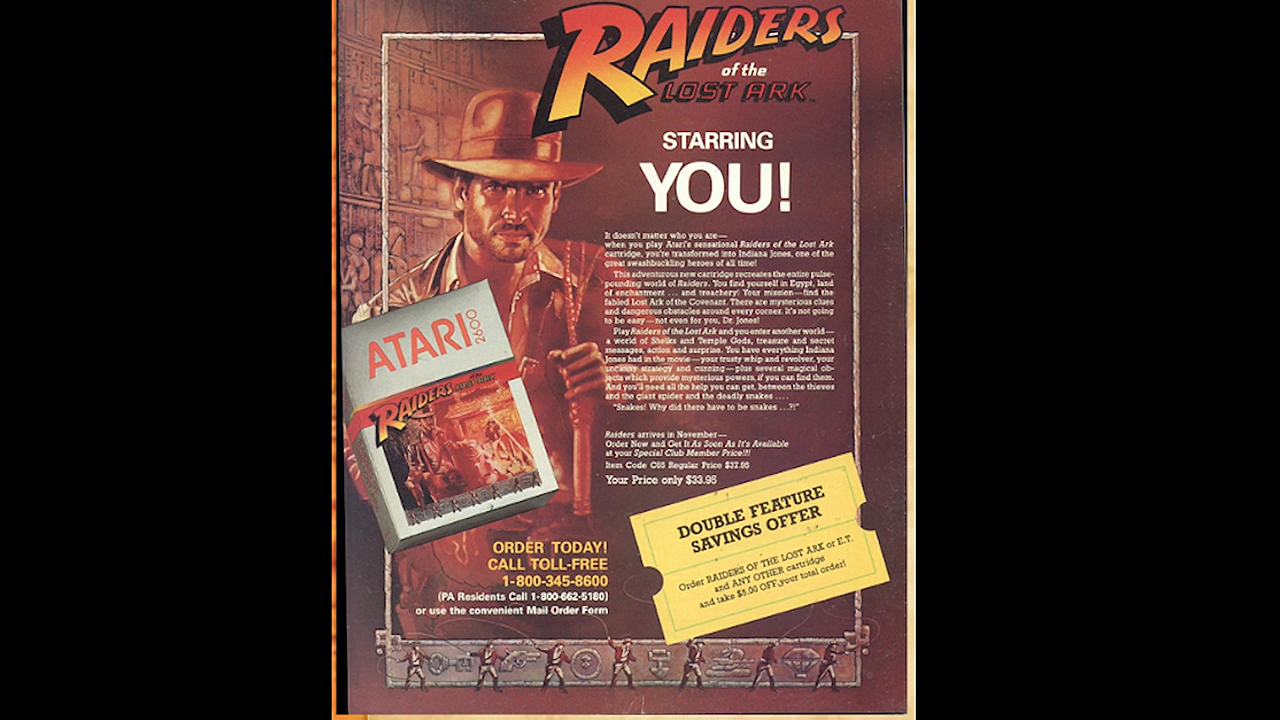 RAIDERS
of the
LOST ARK
STARRING
YOU!
It doesn't matter who you are—
when you play Atari's sensational Raiders of the Lost Ark
cartridge, you're transformed into Indiana Jones, one of the
great swashbuckling heroes of all time!
This adventurous new cartridge recreates the entire pulse-
pounding world of Raiders. You find yourself in Egypt, land
of enchantment . . . and treachery! Your mission—find the
fabled Lost Ark of the Covenant. There are mysterious clues
and dangerous obstacles around every corner. It's not going
to be easy—not even for you, Dr. Jones!
Play Raiders of the Lost Ark and you enter another world—
a world of Sheiks and Temple Gods, treasure and secret
messages, action and surprise. You have everything Indiana
Jones had in the movie—your trusty whip and revolver, your
uncanny strategy and cunning—plus several magical ob-
jects which provide mysterious powers, if you can find them.
And you'll need all the help you can get, between the thieves
and the giant spider and the deadly snakes . . . .
"Snakes! Why did there have to be snakes . . .?!"
Raiders arrives in November—
Order Now and Get It As Soon As It's Available
at your Special Club Member Price!!!
Item Code C65 Regular Price $37.95
Your Price only $33.95
ATARI 2600
RAIDERS of the LOST ARK
DOUBLE FEATURE
SAVINGS OFFER
Order RAIDERS OF THE LOST ARK or E.T.
and ANY OTHER cartridge
and take $5.00 OFF your total order!
ORDER TODAY!
CALL TOLL-FREE
1-800-345-8600
(PA Residents Call 1-800-662-5180)
or use the convenient Mail Order Form